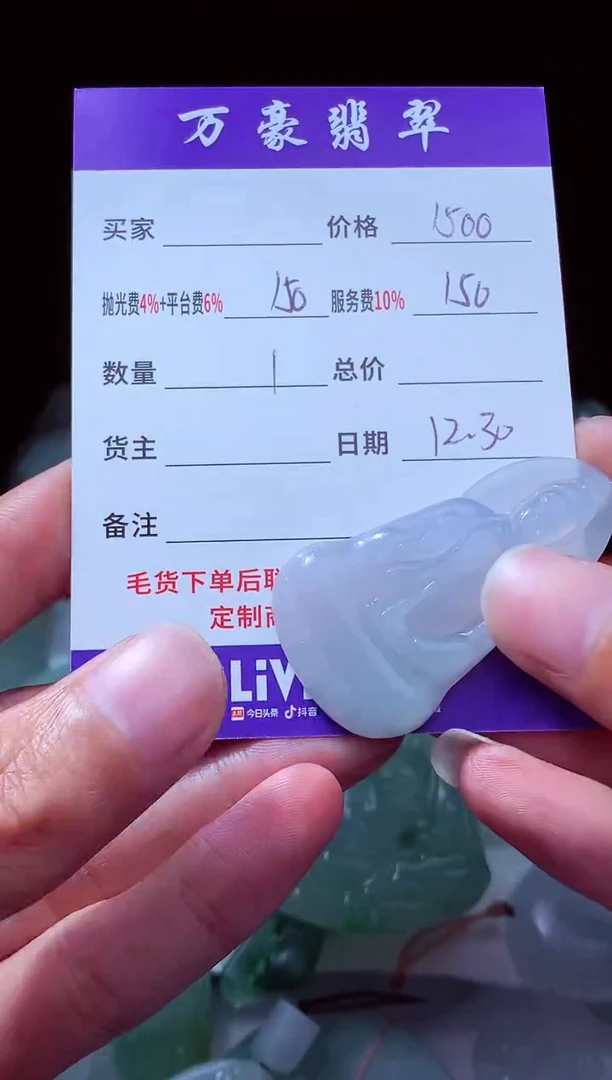 万豪翡翠
买家 价格 1500
抛光费4%+平台费6% 150 服务费10% 150
数量 1 总价
货主 日期 12.30
备注
毛货下单后
定制
LiV
今日头条 抖音